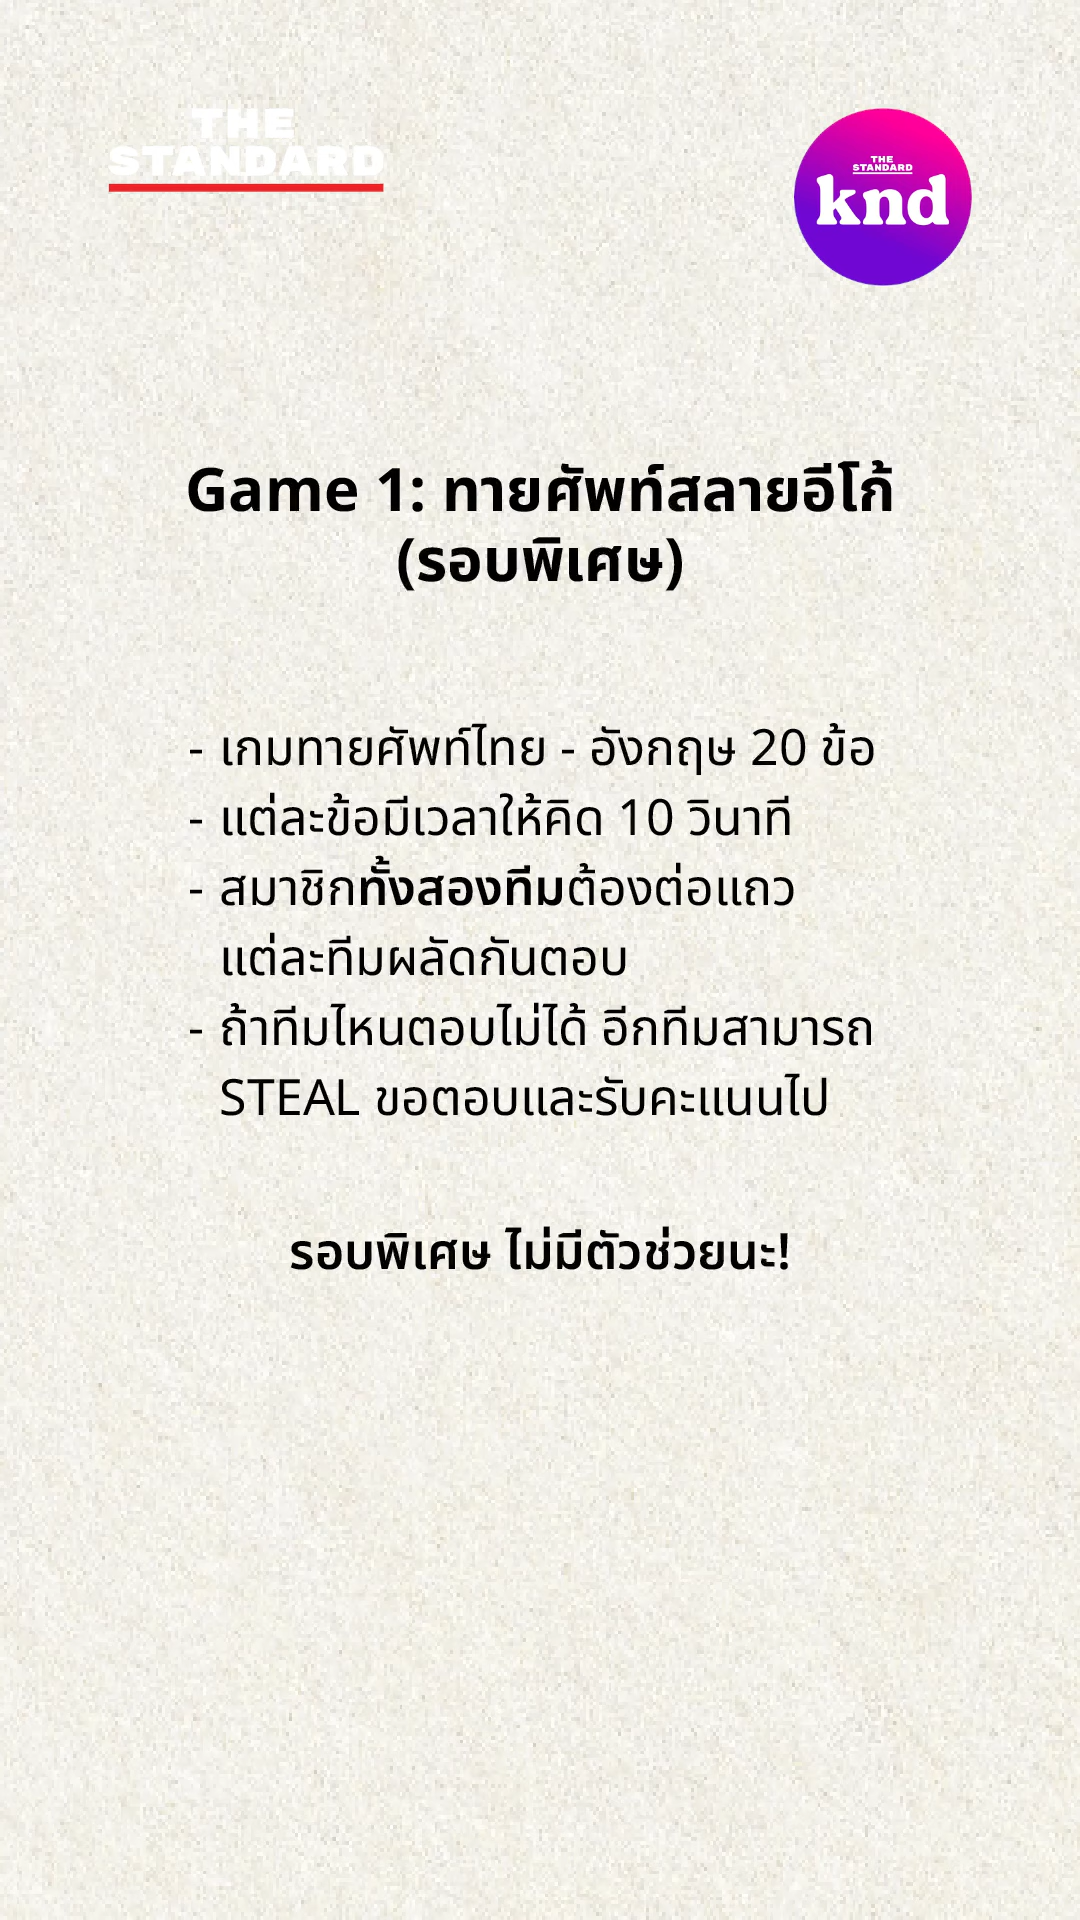 THE
STANDARD
THE
STANDARD
knd
Game 1: ทายศัพท์สลายอีโก้
(รอบพิเศษ)
- เกมทายศัพท์ไทย - อังกฤษ 20 ข้อ
- แต่ละข้อมีเวลาให้คิด 10 วินาที
- สมาชิกทั้งสองทีมต้องต่อแถว
แต่ละทีมผลัดกันตอบ
- ถ้าทีมไหนตอบไม่ได้ อีกทีมสามารถ
STEAL ขอตอบและรับคะแนนไป
รอบพิเศษ ไม่มีตัวช่วยนะ!